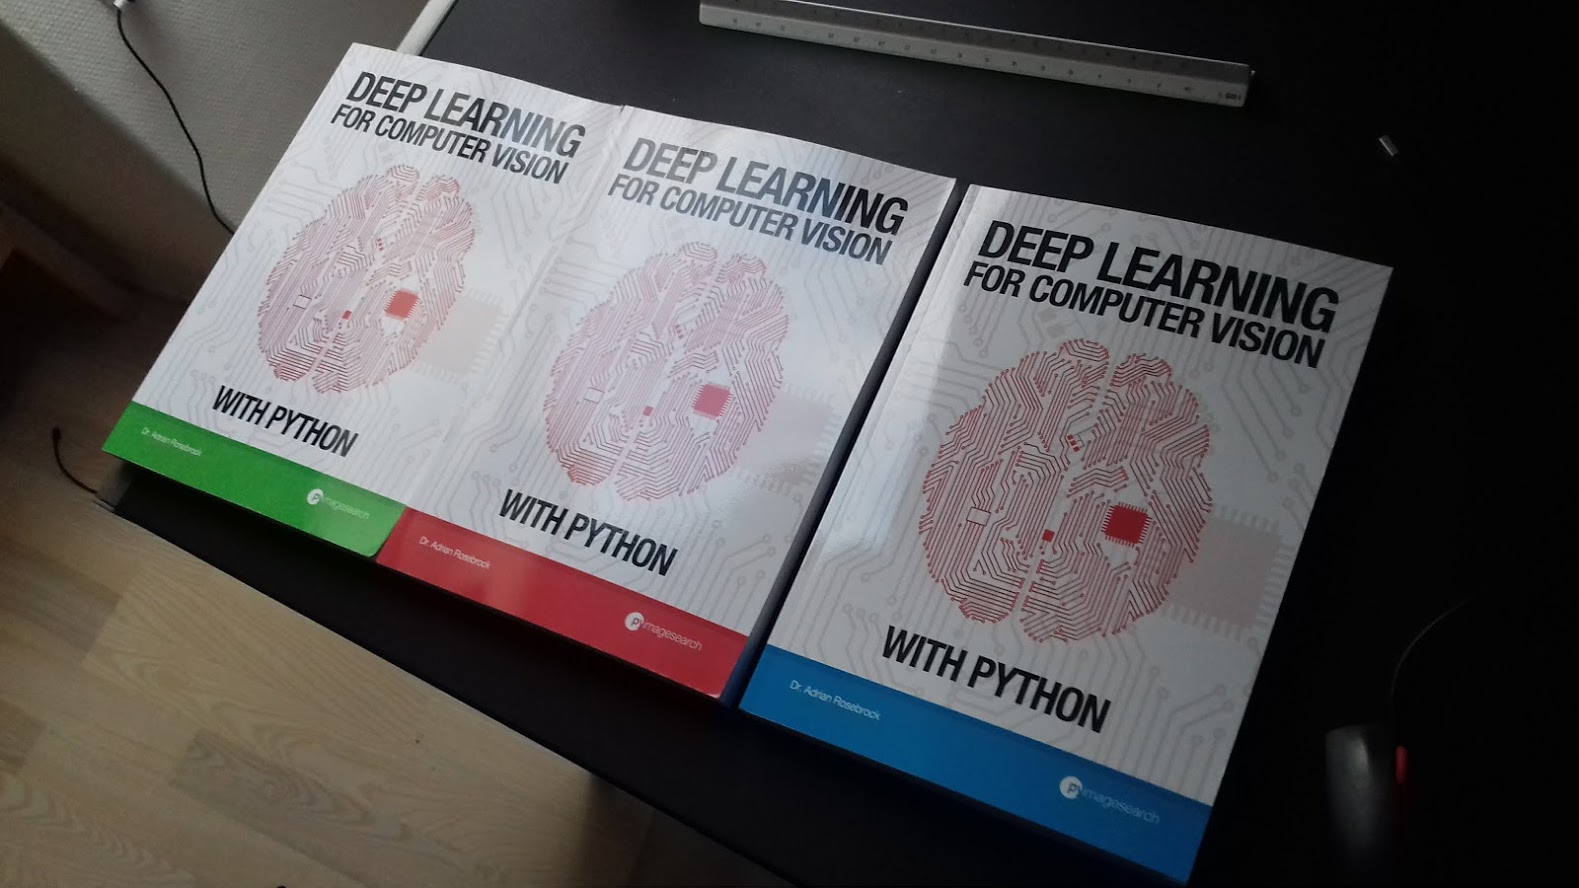 DEEP LEARNING
FOR COMPUTER VISION
WITH PYTHON
Dr. Adrian Rosebrock
pyimagesearch
DEEP LEARNING
FOR COMPUTER VISION
WITH PYTHON
Dr. Adrian Rosebrock
pyimagesearch
DEEP LEARNING
FOR COMPUTER VISION
WITH PYTHON
Dr. Adrian Rosebrock
pyimagesearch